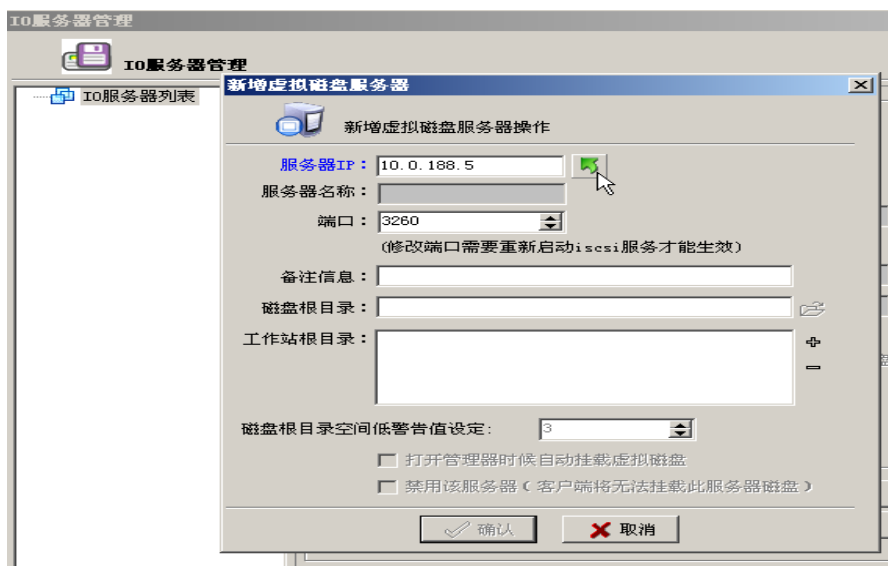 IO服务器管理
IO服务器管理
IO服务器列表
新增虚拟磁盘服务器
新增虚拟磁盘服务器操作
服务器IP： 10.0.188.5
服务器名称：
端口： 3260
(修改端口需要重新启动iscsi服务才能生效)
备注信息：
磁盘根目录：
工作站根目录：
磁盘根目录空间低警告值设定: 3
打开管理器时候自动挂载虚拟磁盘
禁用该服务器（客户端将无法挂载此服务器磁盘）
确认 取消